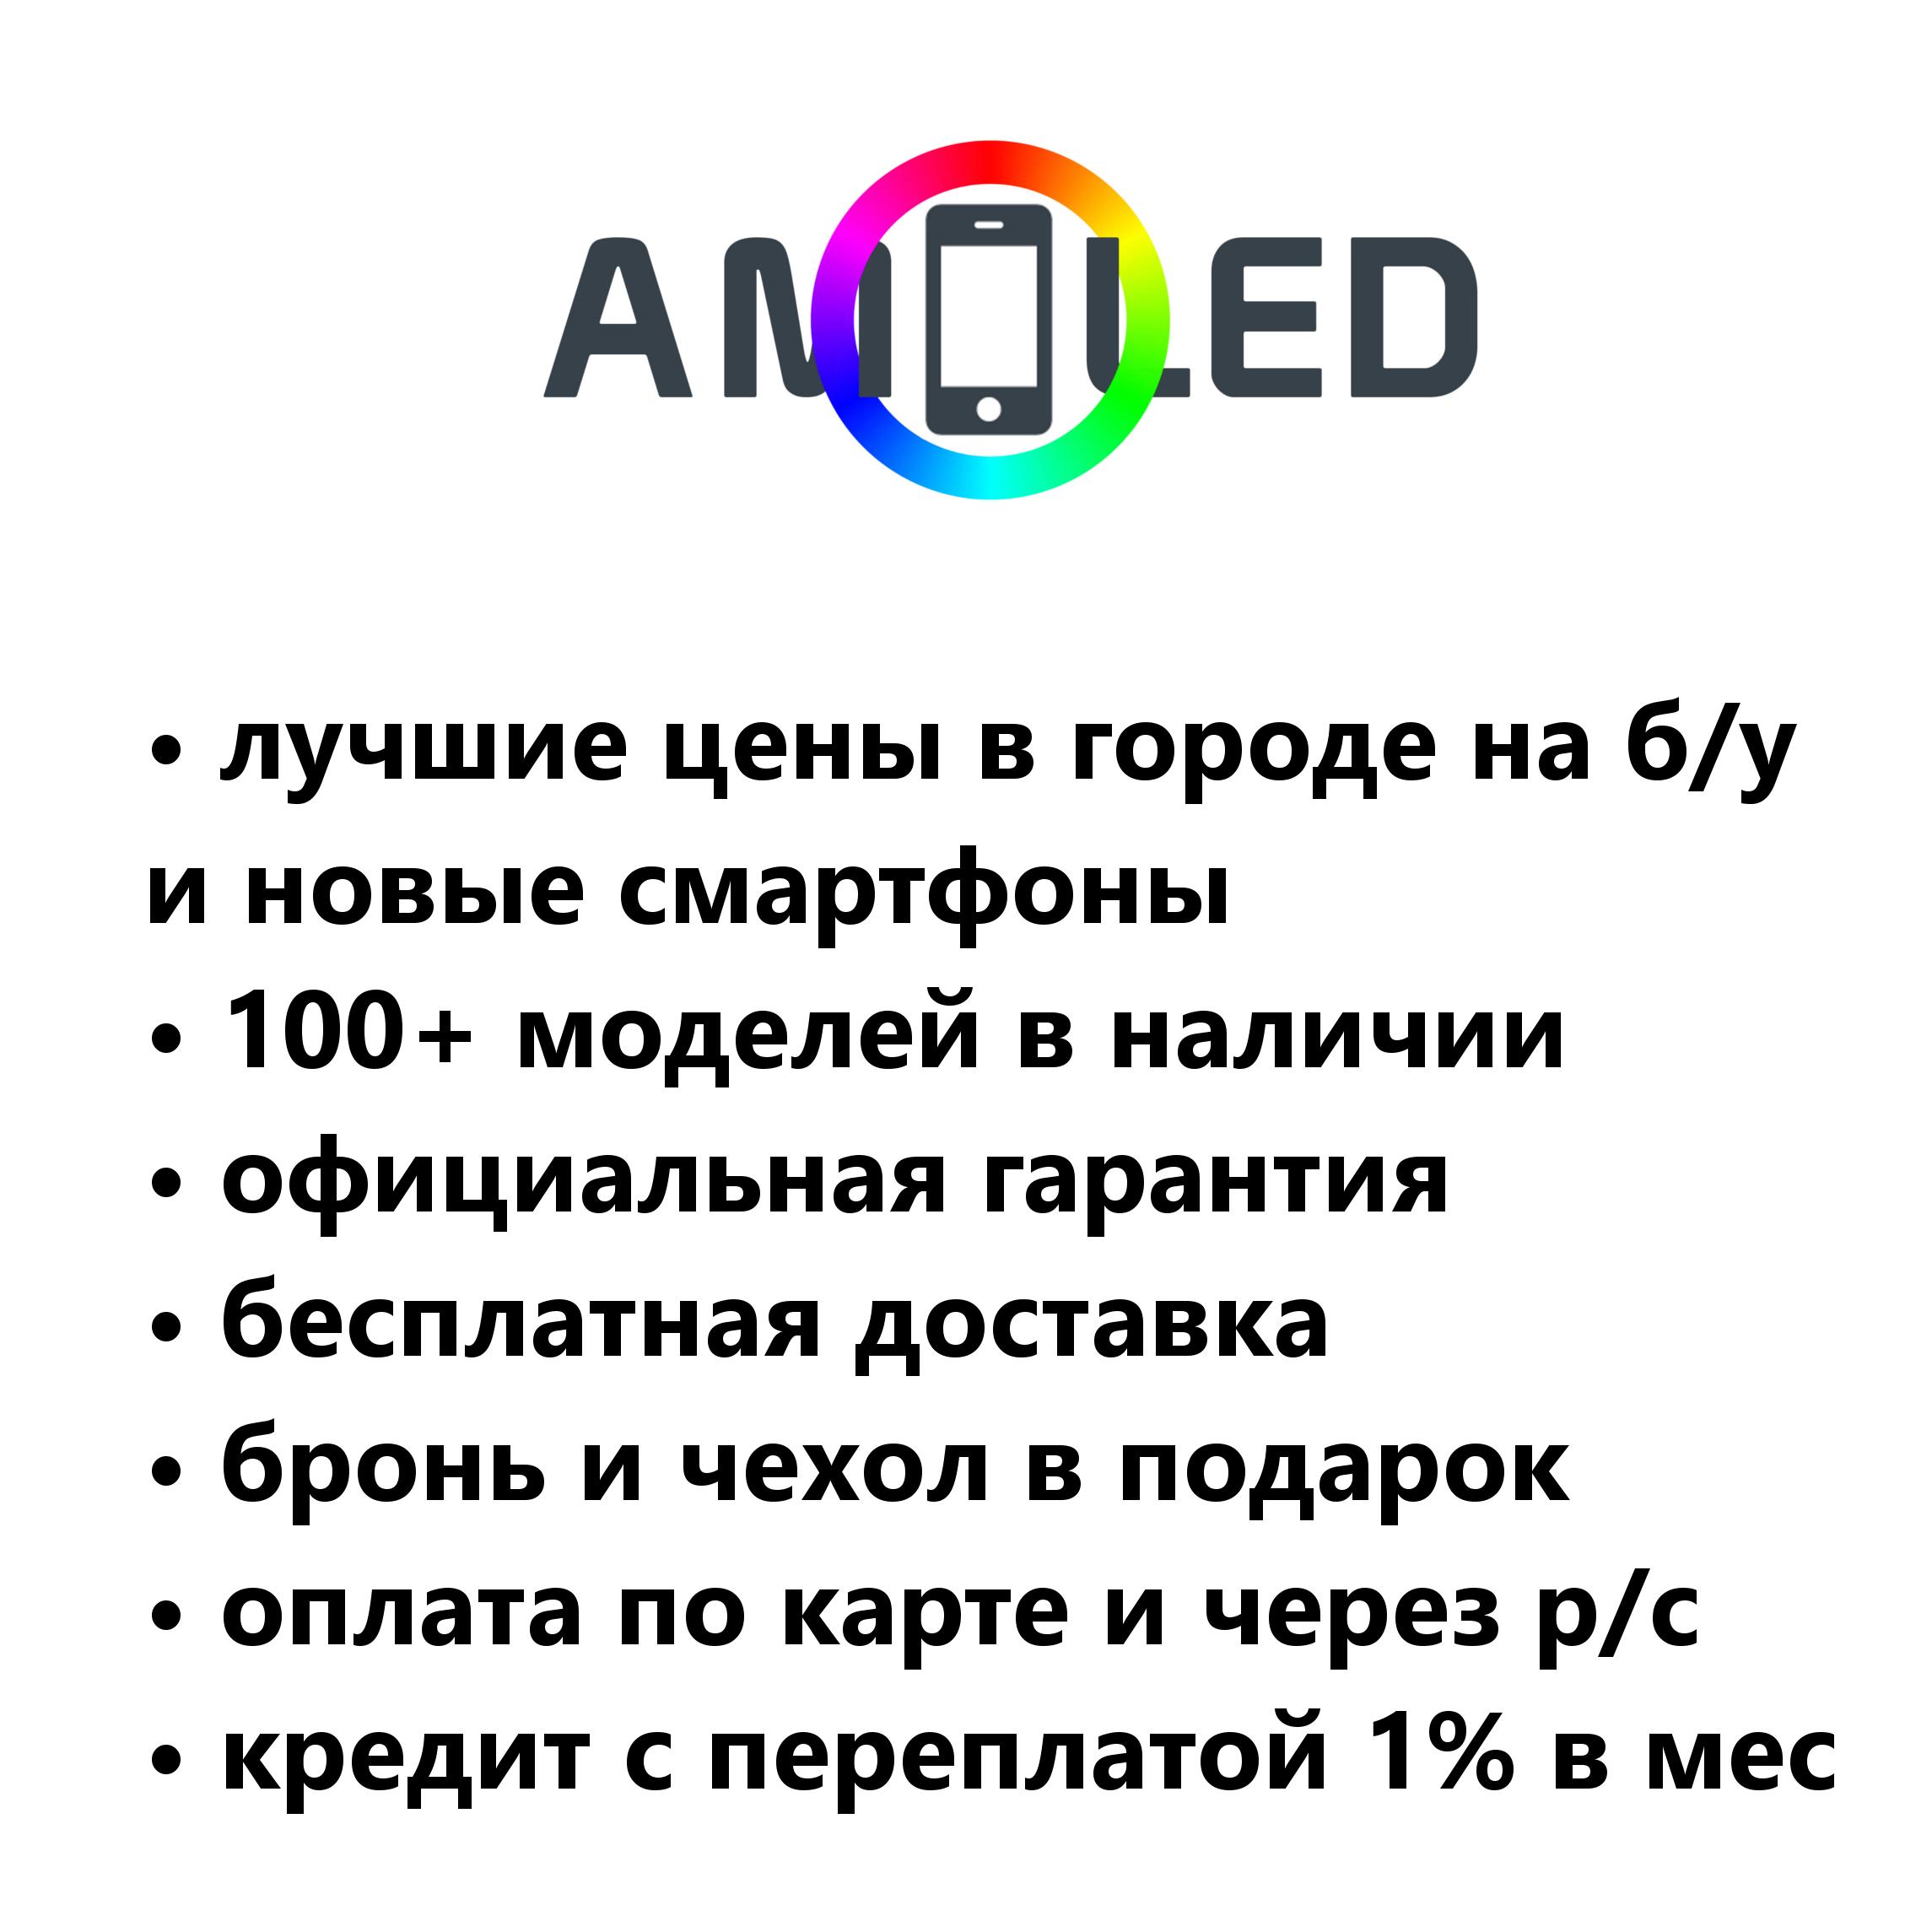 AMOLED
• лучшие цены в городе на б/у
и новые смартфоны
• 100+ моделей в наличии
• официальная гарантия
• бесплатная доставка
• бронь и чехол в подарок
• оплата по карте и через р/с
• кредит с переплатой 1% в мес